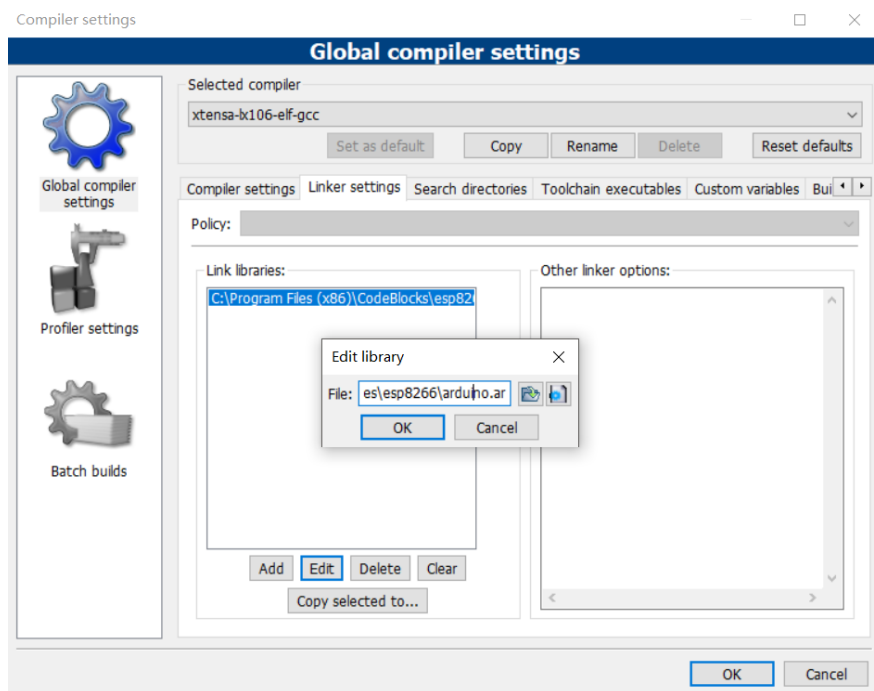 Compiler settings
Global compiler settings
Global compiler
settings
Profiler settings
Batch builds
Selected compiler
xtensa-lx106-elf-gcc
Set as default Copy Rename Delete Reset defaults
Compiler settings Linker settings Search directories Toolchain executables Custom variables Bui
Policy:
Link libraries:
C:\Program Files (x86)\CodeBlocks\esp82
Other linker options:
Edit library
File: es\esp8266\arduino.ar
OK Cancel
Add Edit Delete Clear
Copy selected to...
OK Cancel